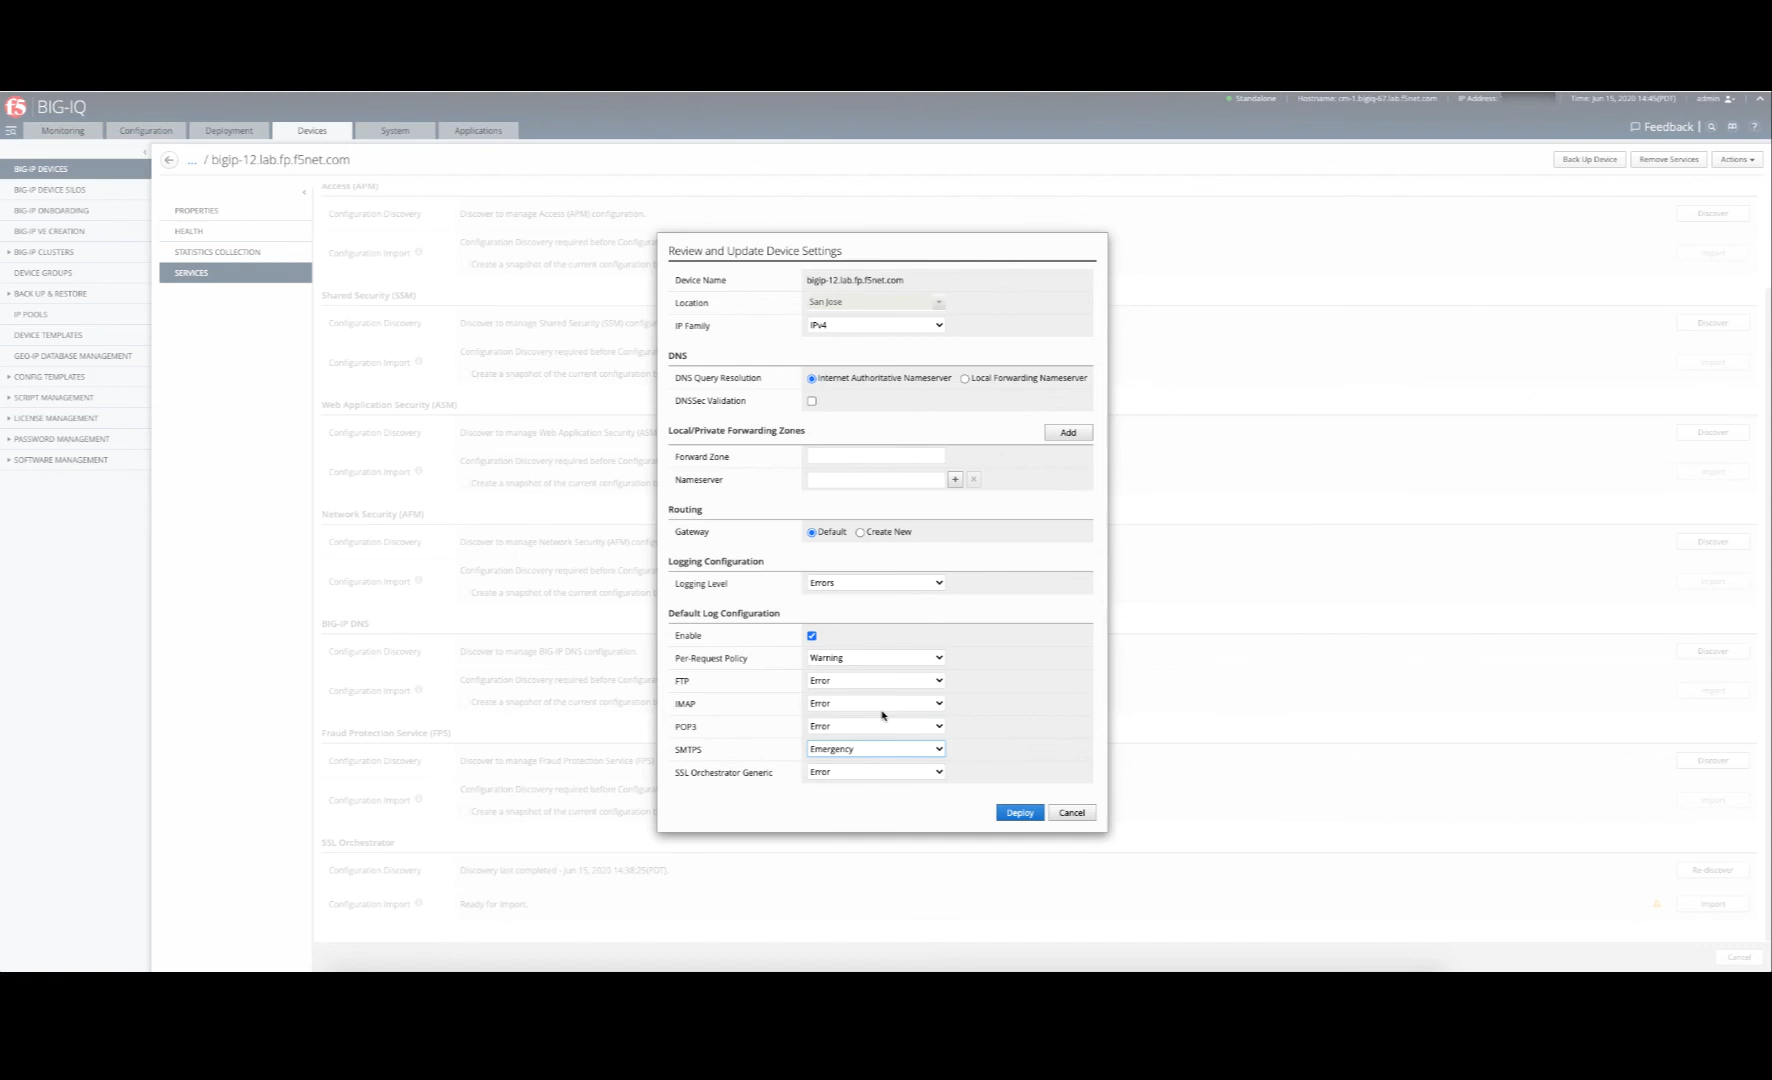 f5 BIG-IQ
Standalone Hostname: cm-1.bigiq-67.lab.f5net.com IP Address: Time: Jun 15, 2020 14:45(PDT) admin
Monitoring Configuration Deployment Devices System Applications
Feedback ?
BIG-IP DEVICES
BIG-IP DEVICE SILOS
BIG-IP ONBOARDING
BIG-IP VE CREATION
BIG-IP CLUSTERS
DEVICE GROUPS
BACK UP & RESTORE
IP POOLS
DEVICE TEMPLATES
GEO-IP DATABASE MANAGEMENT
CONFIG TEMPLATES
SCRIPT MANAGEMENT
LICENSE MANAGEMENT
PASSWORD MANAGEMENT
SOFTWARE MANAGEMENT
... / bigip-12.lab.fp.f5net.com
Back Up Device Remove Services Actions
PROPERTIES
HEALTH
STATISTICS COLLECTION
SERVICES
Access (APM)
Configuration Discovery Discover to manage Access (APM) configuration. Discover
Configuration Import Configuration Discovery required before Configura Import
Create a snapshot of the current configuration b
Shared Security (SSM)
Configuration Discovery Discover to manage Shared Security (SSM) configu Discover
Configuration Import Configuration Discovery required before Configura Import
Create a snapshot of the current configuration b
Web Application Security (ASM)
Configuration Discovery Discover to manage Web Application Security (ASM Discover
Configuration Import Configuration Discovery required before Configura Import
Create a snapshot of the current configuration b
Network Security (AFM)
Configuration Discovery Discover to manage Network Security (AFM) config Discover
Configuration Import Configuration Discovery required before Configura Import
Create a snapshot of the current configuration b
BIG-IP DNS
Configuration Discovery Discover to manage BIG-IP DNS configuration. Discover
Configuration Import Configuration Discovery required before Configura Import
Create a snapshot of the current configuration b
Fraud Protection Service (FPS)
Configuration Discovery Discover to manage Fraud Protection Service (FPS) Discover
Configuration Import Configuration Discovery required before Configura Import
Create a snapshot of the current configuration b
SSL Orchestrator
Configuration Discovery Discovery last completed - Jun 15, 2020 14:38:25(PDT). Re-discover
Configuration Import Ready for Import. Import
Cancel
Review and Update Device Settings
Device Name bigip-12.lab.fp.f5net.com
Location San Jose
IP Family IPv4
DNS
DNS Query Resolution Internet Authoritative Nameserver Local Forwarding Nameserver
DNSSec Validation
Local/Private Forwarding Zones Add
Forward Zone
Nameserver + ×
Routing
Gateway Default Create New
Logging Configuration
Logging Level Errors
Default Log Configuration
Enable
Per-Request Policy Warning
FTP Error
IMAP Error
POP3 Error
SMTPS Emergency
SSL Orchestrator Generic Error
Deploy Cancel